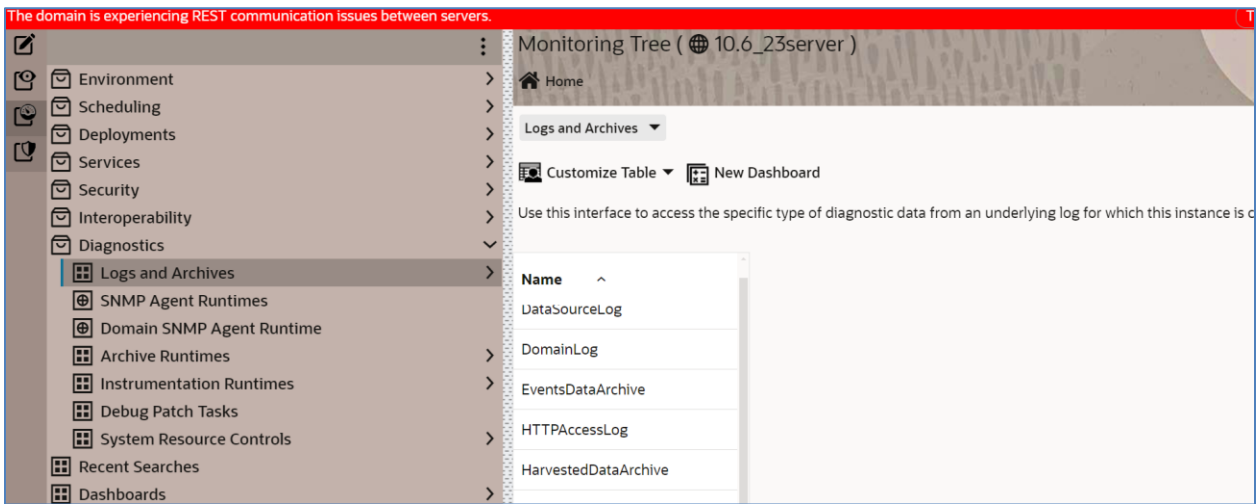 The domain is experiencing REST communication issues between servers.
Monitoring Tree ( 10.6_23server )
Home
Environment
Scheduling
Deployments
Services
Security
Interoperability
Diagnostics
Logs and Archives
SNMP Agent Runtimes
Domain SNMP Agent Runtime
Archive Runtimes
Instrumentation Runtimes
Debug Patch Tasks
System Resource Controls
Recent Searches
Dashboards
Logs and Archives
Customize Table
New Dashboard
Use this interface to access the specific type of diagnostic data from an underlying log for which this instance is
Name
DataSourceLog
DomainLog
EventsDataArchive
HTTPAccessLog
HarvestedDataArchive